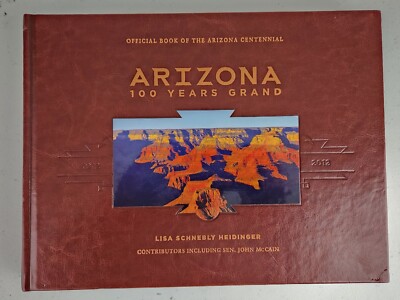 OFFICIAL BOOK OF THE ARIZONA CENTENNIAL
ARIZONA
100 YEARS GRAND
2012
LISA SCHNEBLY HEIDINGER
CONTRIBUTORS INCLUDING SEN. JOHN McCAIN